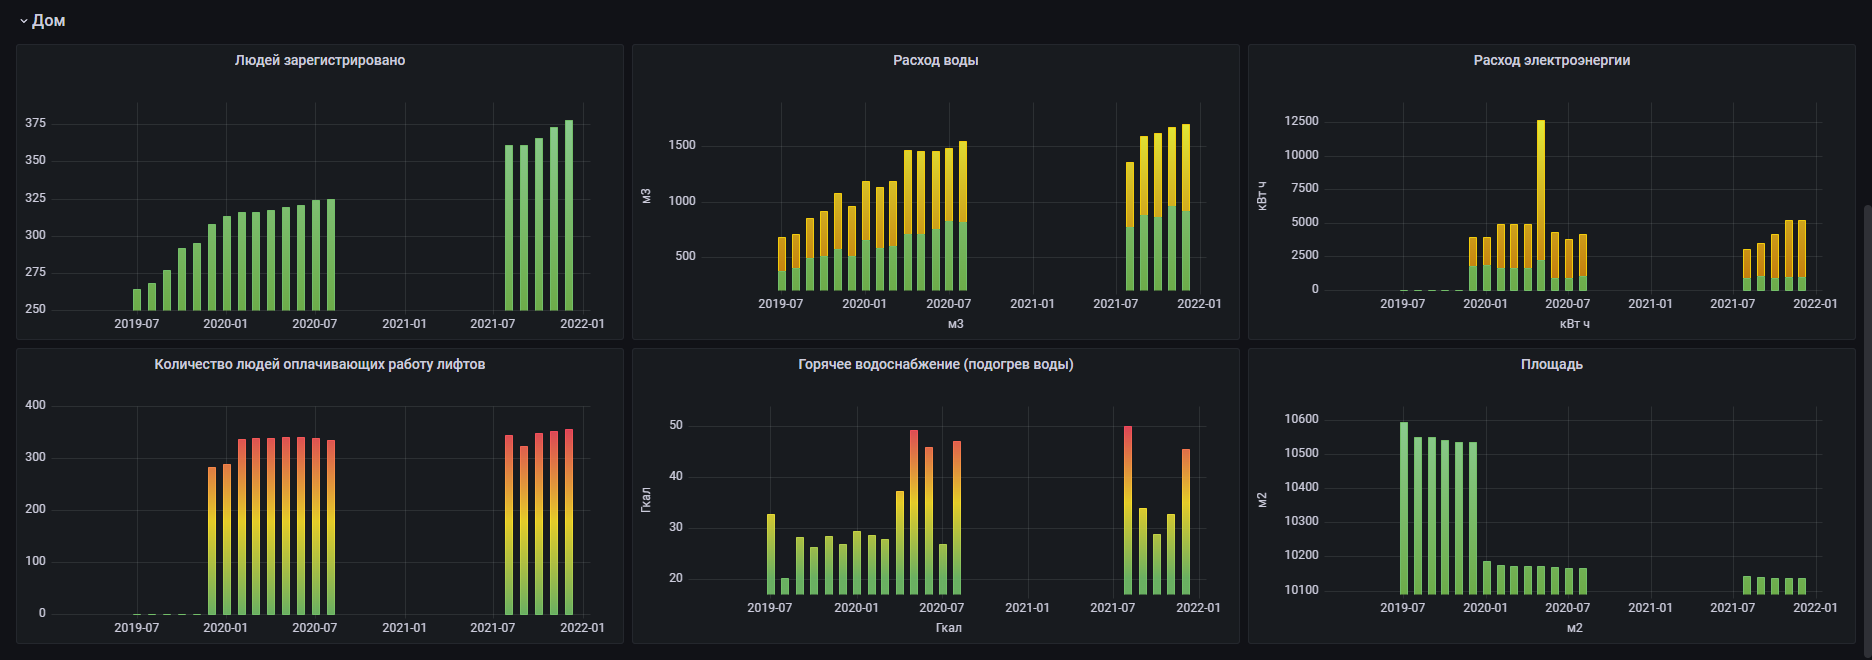 Дом
Людей зарегистрировано
375
350
325
300
275
250
2019-07 2020-01 2020-07 2021-01 2021-07 2022-01
Расход воды
м3
1500
1000
500
2019-07 2020-01 2020-07 2021-01 2021-07 2022-01
м3
Расход электроэнергии
кВт ч
12500
10000
7500
5000
2500
0
2019-07 2020-01 2020-07 2021-01 2021-07 2022-01
кВт ч
Количество людей оплачивающих работу лифтов
400
300
200
100
0
2019-07 2020-01 2020-07 2021-01 2021-07 2022-01
Горячее водоснабжение (подогрев воды)
Гкал
50
40
30
20
2019-07 2020-01 2020-07 2021-01 2021-07 2022-01
Гкал
Площадь
м2
10600
10500
10400
10300
10200
10100
2019-07 2020-01 2020-07 2021-01 2021-07 2022-01
м2